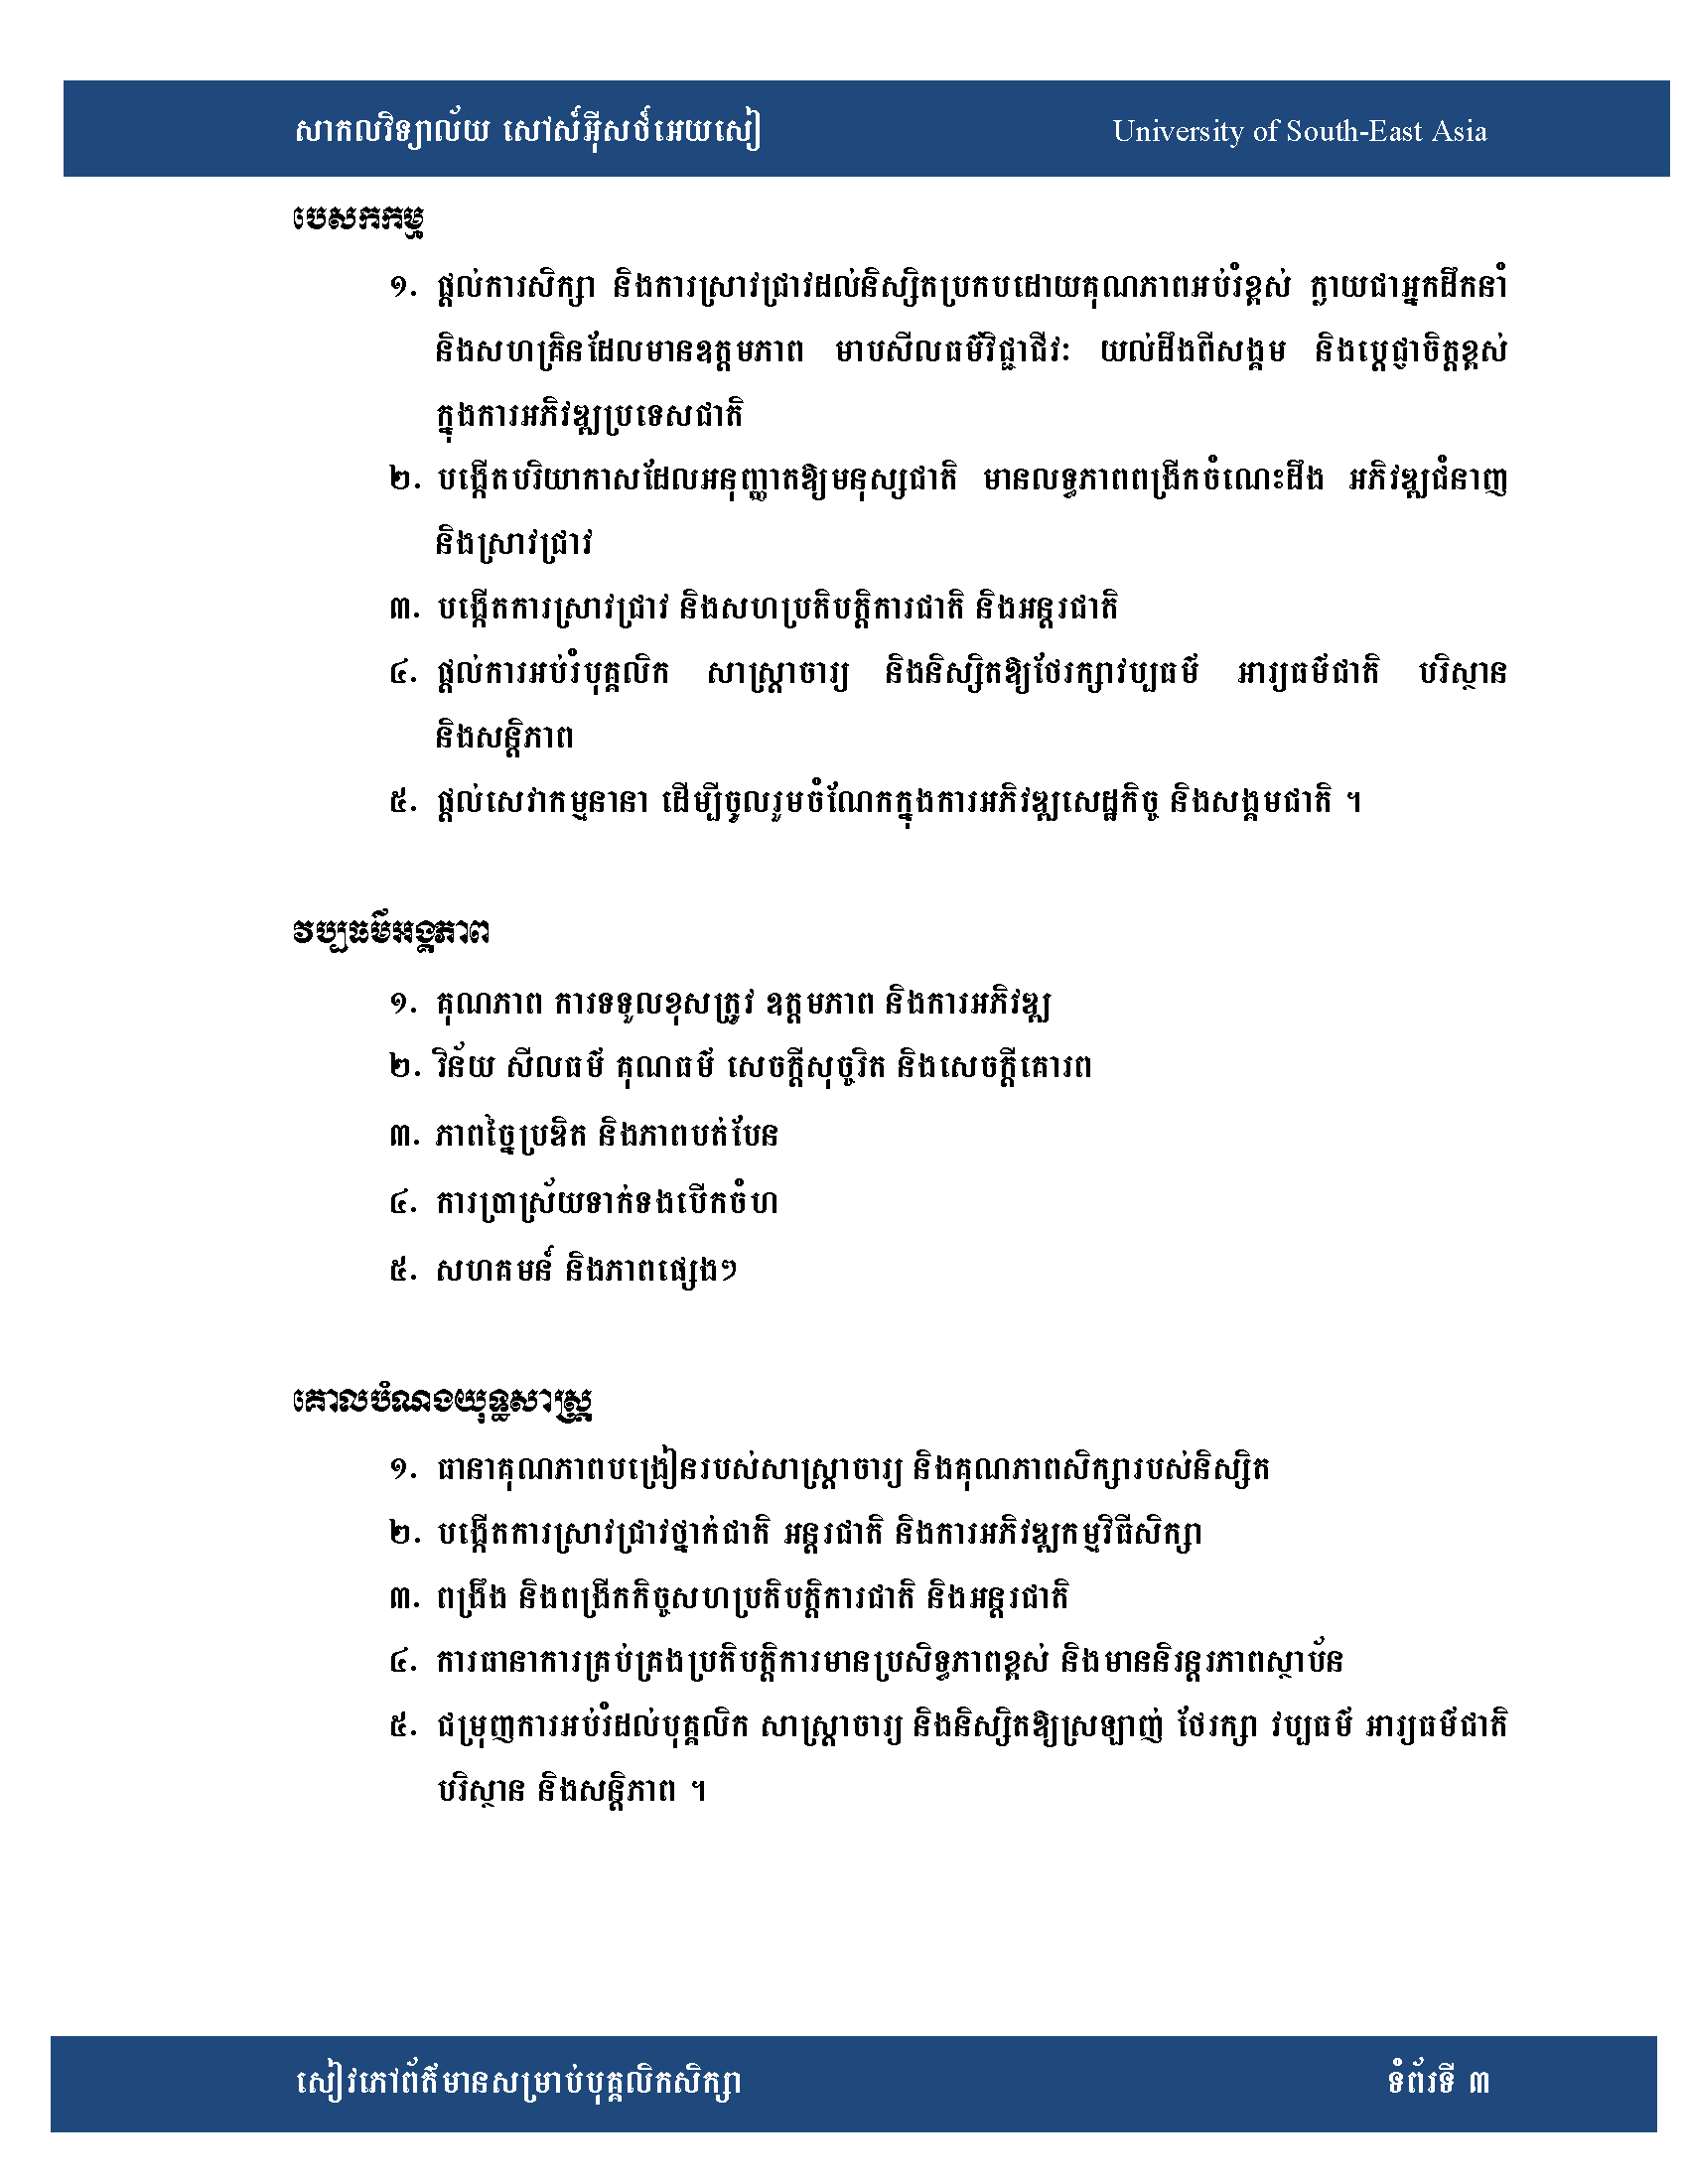 សាកលវិទ្យាល័យ សៅស៍អ៊ីសថ៍អេយសៀ University of South-East Asia
បេសកកម្ម
១. ផ្តល់ការសិក្សា និងការស្រាវជ្រាវដល់និស្សិតប្រកបដោយគុណភាពអប់រំខ្ពស់ ក្លាយជាអ្នកដឹកនាំ
និងសហគ្រិនដែលមានឧត្តមភាព មាបសីលធម៌វិជ្ជាជីវៈ យល់ដឹងពីសង្គម និងប្តេជ្ញាចិត្តខ្ពស់
ក្នុងការអភិវឌ្ឍប្រទេសជាតិ
២. បង្កើតបរិយាកាសដែលអនុញ្ញាតឱ្យមនុស្សជាតិ មានលទ្ធភាពពង្រីកចំណេះដឹង អភិវឌ្ឍជំនាញ
និងស្រាវជ្រាវ
៣. បង្កើតការស្រាវជ្រាវ និងសហប្រតិបត្តិការជាតិ និងអន្តរជាតិ
៤. ផ្តល់ការអប់រំបុគ្គលិក សាស្ត្រាចារ្យ និងនិស្សិតឱ្យថែរក្សាវប្បធម៌ អារ្យធម៌ជាតិ បរិស្ថាន
និងសន្តិភាព
៥. ផ្តល់សេវាកម្មនានា ដើម្បីចូលរួមចំណែកក្នុងការអភិវឌ្ឍសេដ្ឋកិច្ច និងសង្គមជាតិ ។
វប្បធម៌អង្គភាព
១. គុណភាព ការទទួលខុសត្រូវ ឧត្តមភាព និងការអភិវឌ្ឍ
២. វិន័យ សីលធម៌ គុណធម៌ សេចក្តីសុច្ចរិត និងសេចក្តីគោរព
៣. ភាពច្នៃប្រឌិត និងភាពបត់បែន
៤. ការប្រាស្រ័យទាក់ទងបើកចំហ
៥. សហគមន៍ និងភាពផ្សេងៗ
គោលបំណងយុទ្ធសាស្ត្រ
១. ធានាគុណភាពបង្រៀនរបស់សាស្ត្រាចារ្យ និងគុណភាពសិក្សារបស់និស្សិត
២. បង្កើតការស្រាវជ្រាវថ្នាក់ជាតិ អន្តរជាតិ និងការអភិវឌ្ឍកម្មវិធីសិក្សា
៣. ពង្រឹង និងពង្រីកកិច្ចសហប្រតិបត្តិការជាតិ និងអន្តរជាតិ
៤. ការធានាការគ្រប់គ្រងប្រតិបត្តិការមានប្រសិទ្ធភាពខ្ពស់ និងមាននិរន្តរភាពស្ថាប័ន
៥. ជម្រុញការអប់រំដល់បុគ្គលិក សាស្ត្រាចារ្យ និងនិស្សិតឱ្យស្រឡាញ់ ថែរក្សា វប្បធម៌ អារ្យធម៌ជាតិ
បរិស្ថាន និងសន្តិភាព ។
សៀវភៅព័ត៌មានសម្រាប់បុគ្គលិកសិក្សា ទំព័រទី ៣